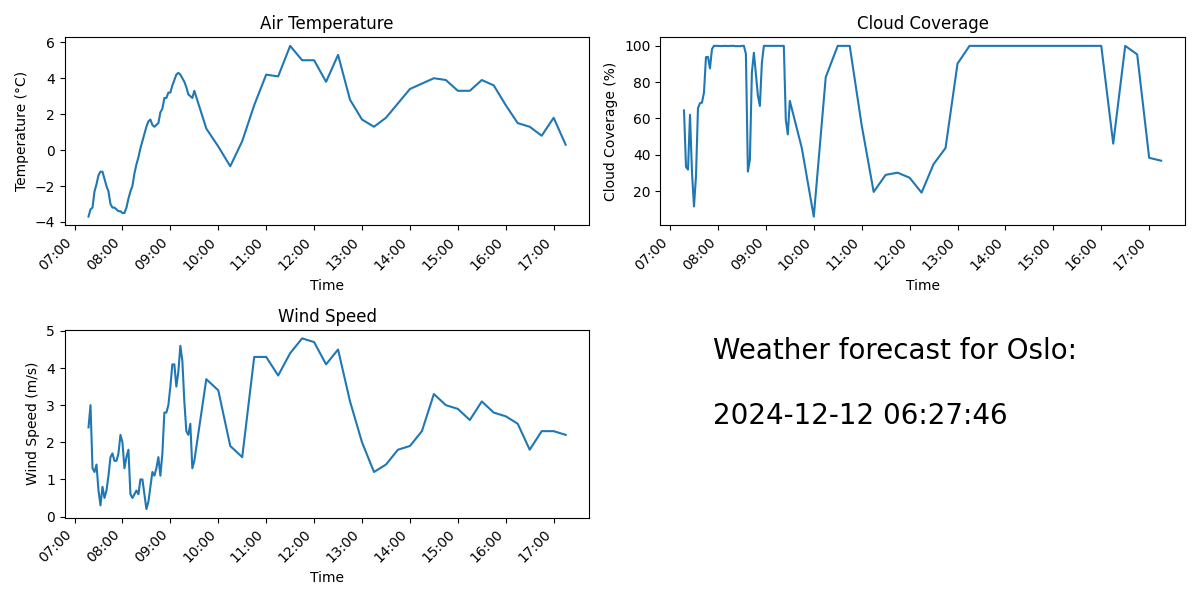 Air Temperature
Temperature (°C)
6
4
2
0
−2
−4
07:00 08:00 09:00 10:00 11:00 12:00 13:00 14:00 15:00 16:00 17:00
Time
Cloud Coverage
Cloud Coverage (%)
100
80
60
40
20
07:00 08:00 09:00 10:00 11:00 12:00 13:00 14:00 15:00 16:00 17:00
Time
Wind Speed
Wind Speed (m/s)
5
4
3
2
1
0
07:00 08:00 09:00 10:00 11:00 12:00 13:00 14:00 15:00 16:00 17:00
Time
Weather forecast for Oslo:
2024-12-12 06:27:46